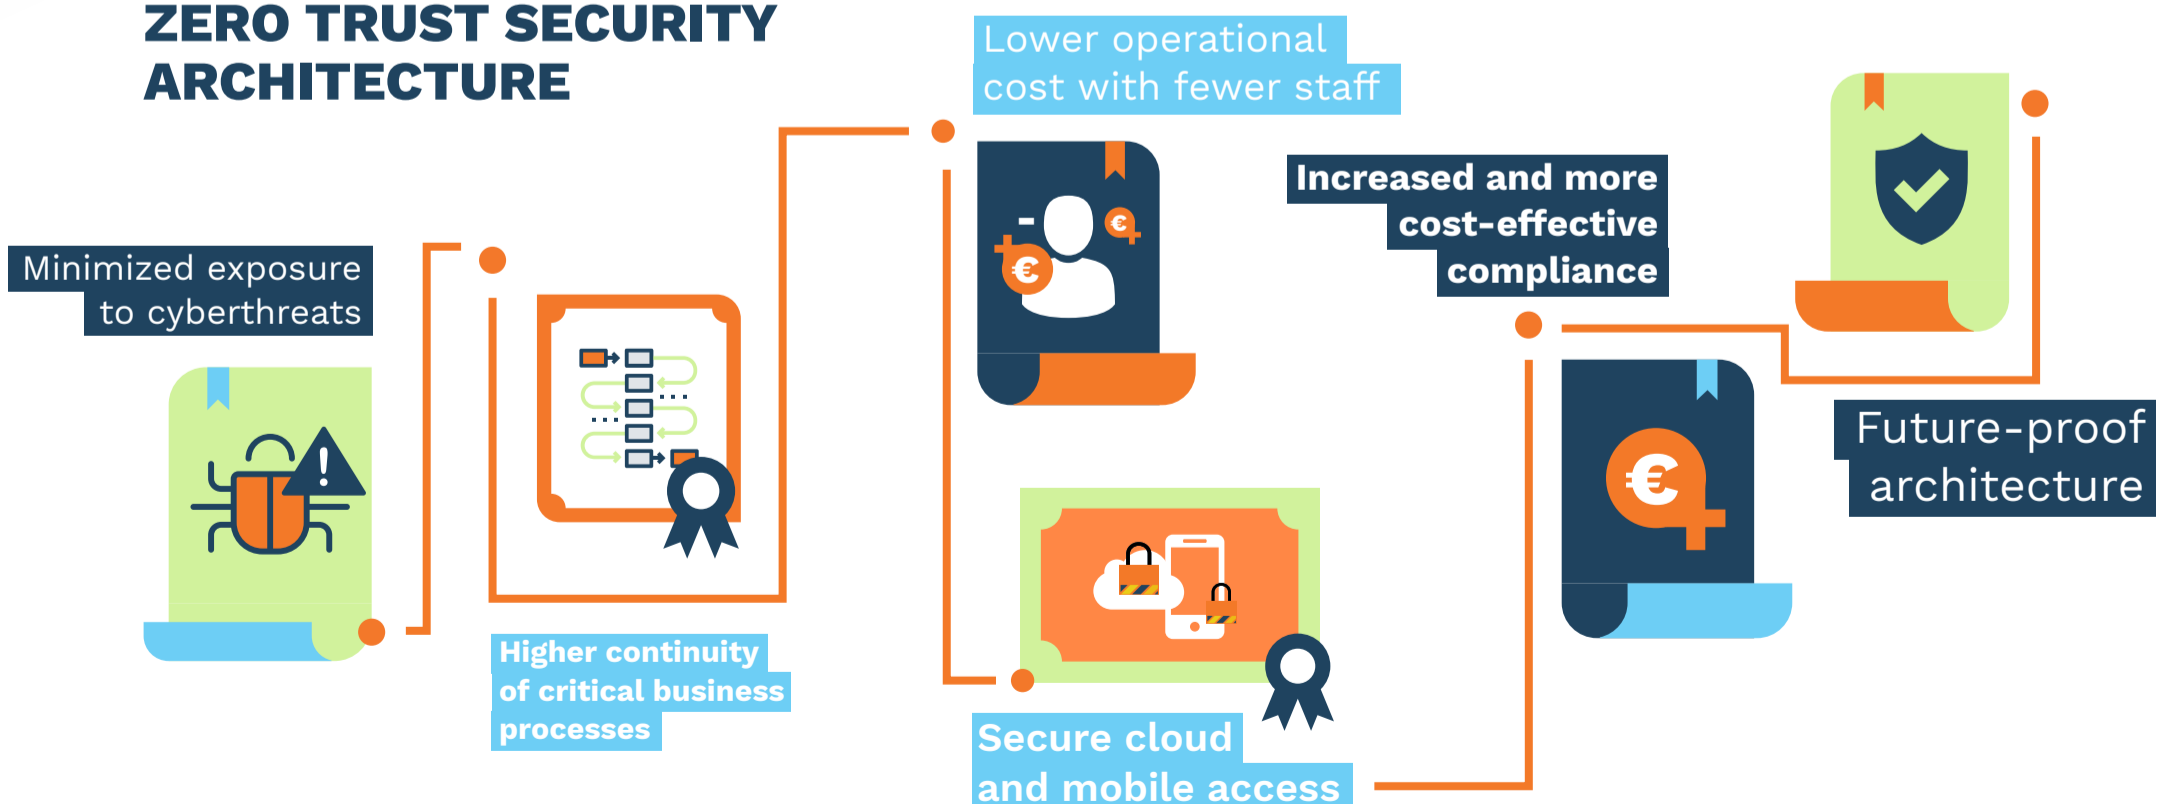 ZERO TRUST SECURITY
ARCHITECTURE
Minimized exposure
to cyberthreats
Higher continuity
of critical business
processes
Lower operational
cost with fewer staff
-
€
€
Secure cloud
and mobile access
Increased and more
cost-effective
compliance
€
Future-proof
architecture